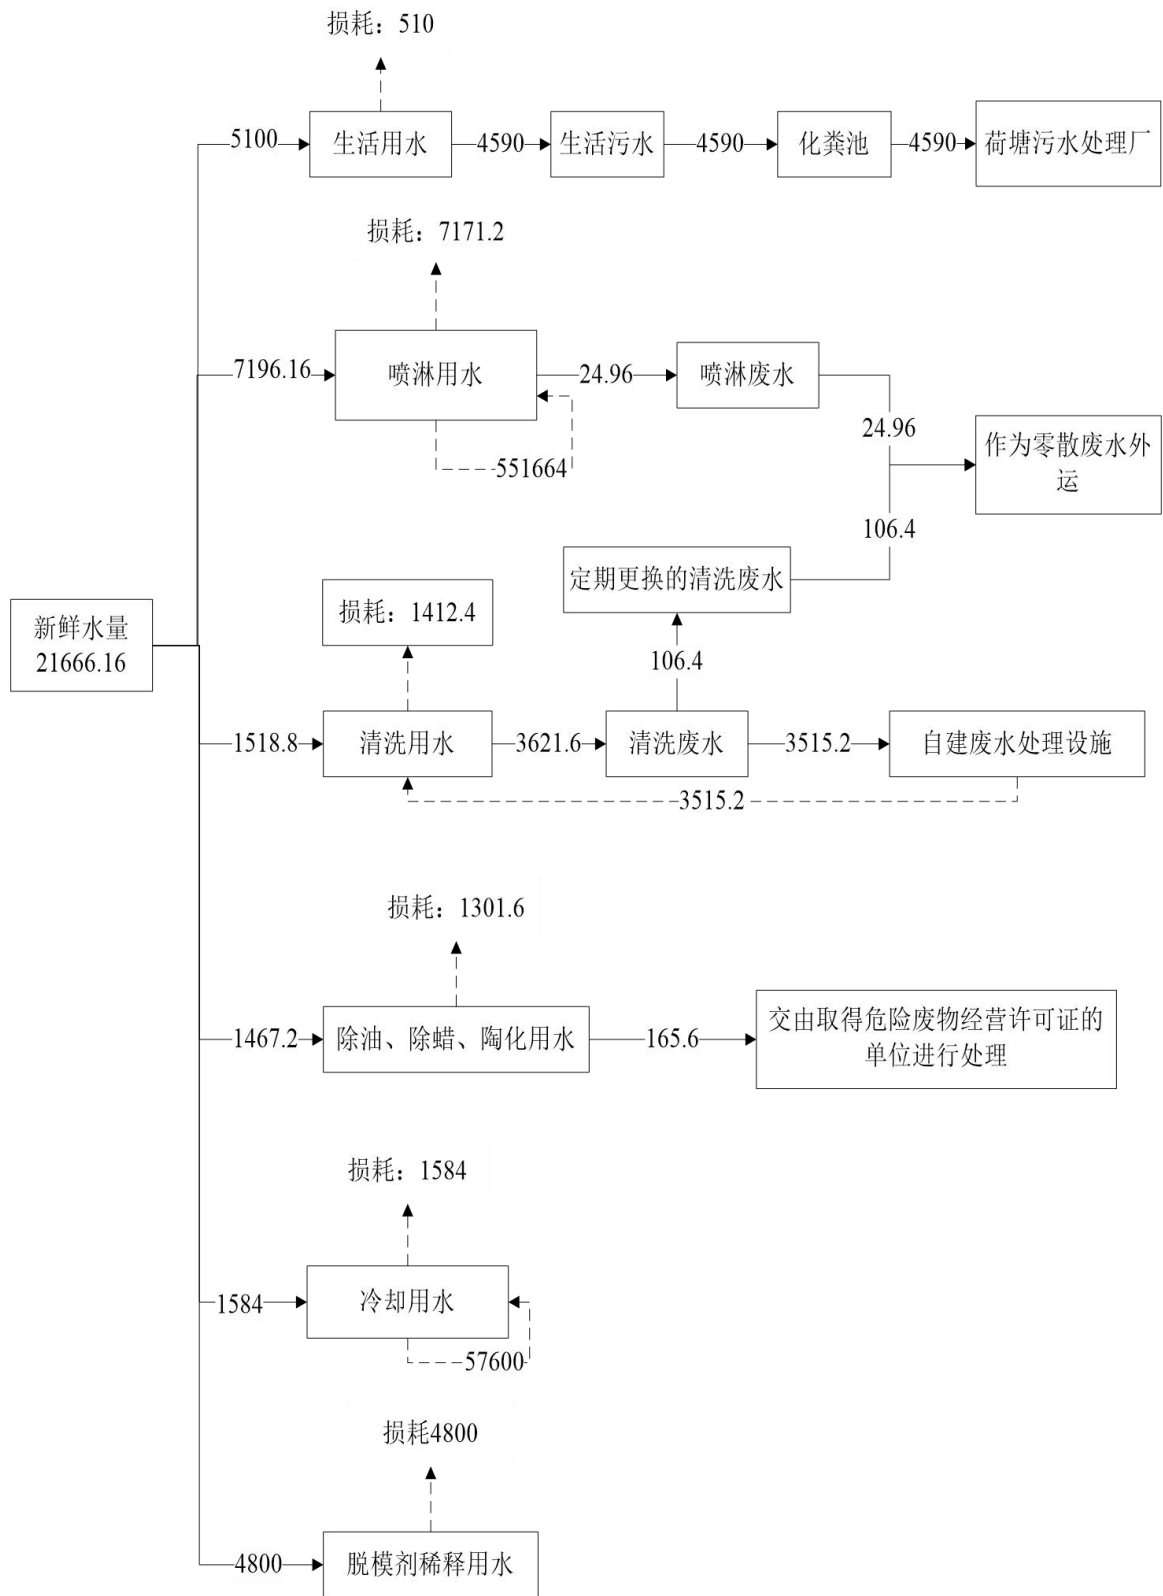 损耗：510
5100
生活用水
4590
生活污水
4590
化粪池
4590
荷塘污水处理厂
损耗：7171.2
7196.16
喷淋用水
24.96
喷淋废水
551664
24.96
作为零散废水外
运
106.4
定期更换的清洗废水
新鲜水量
21666.16
损耗：1412.4
106.4
1518.8
清洗用水
3621.6
清洗废水
3515.2
自建废水处理设施
3515.2
损耗：1301.6
1467.2
除油、除蜡、陶化用水
165.6
交由取得危险废物经营许可证的
单位进行处理
损耗：1584
1584
冷却用水
57600
损耗4800
4800
脱模剂稀释用水